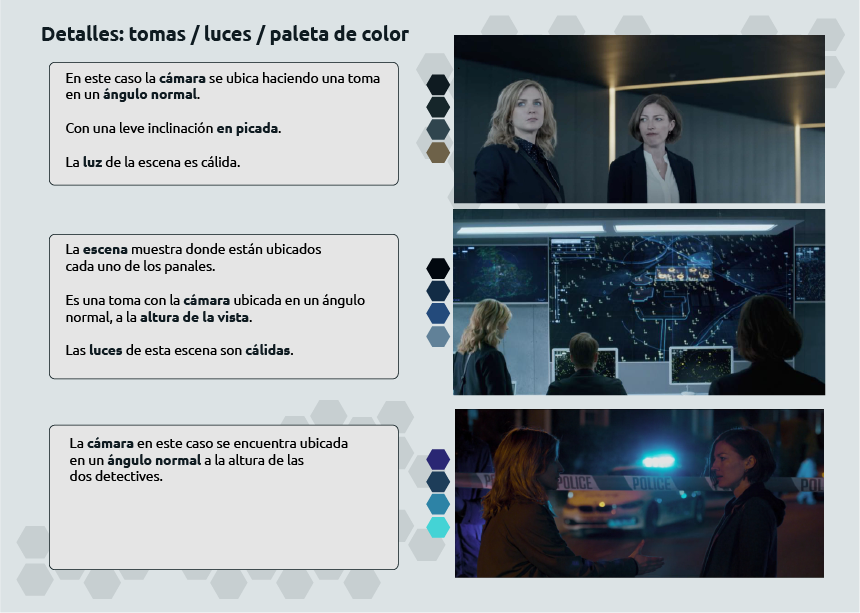 Detalles: tomas / luces / paleta de color
En este caso la cámara se ubica haciendo una toma
en un ángulo normal.
Con una leve inclinación en picada.
La luz de la escena es cálida.
La escena muestra donde están ubicados
cada uno de los panales.
Es una toma con la cámara ubicada en un ángulo
normal, a la altura de la vista.
Las luces de esta escena son cálidas.
La cámara en este caso se encuentra ubicada
en un ángulo normal a la altura de las
dos detectives.
POLICE POLICE POL